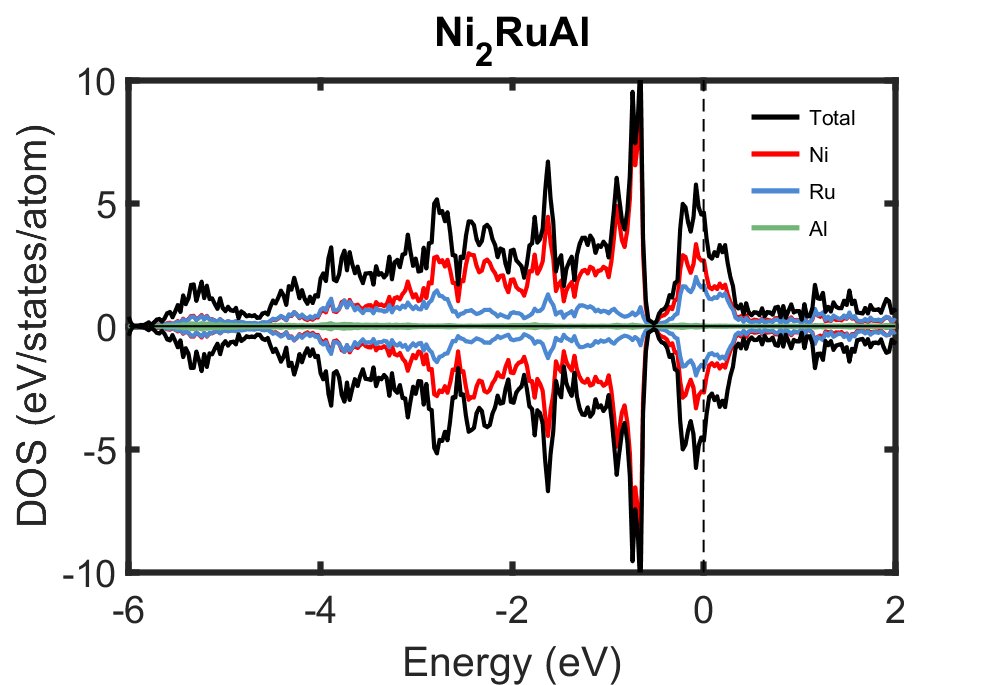 Ni2RuAl
DOS (eV/states/atom)
10
5
0
-5
-10
Total
Ni
Ru
Al
-6
-4
-2
0
2
Energy (eV)